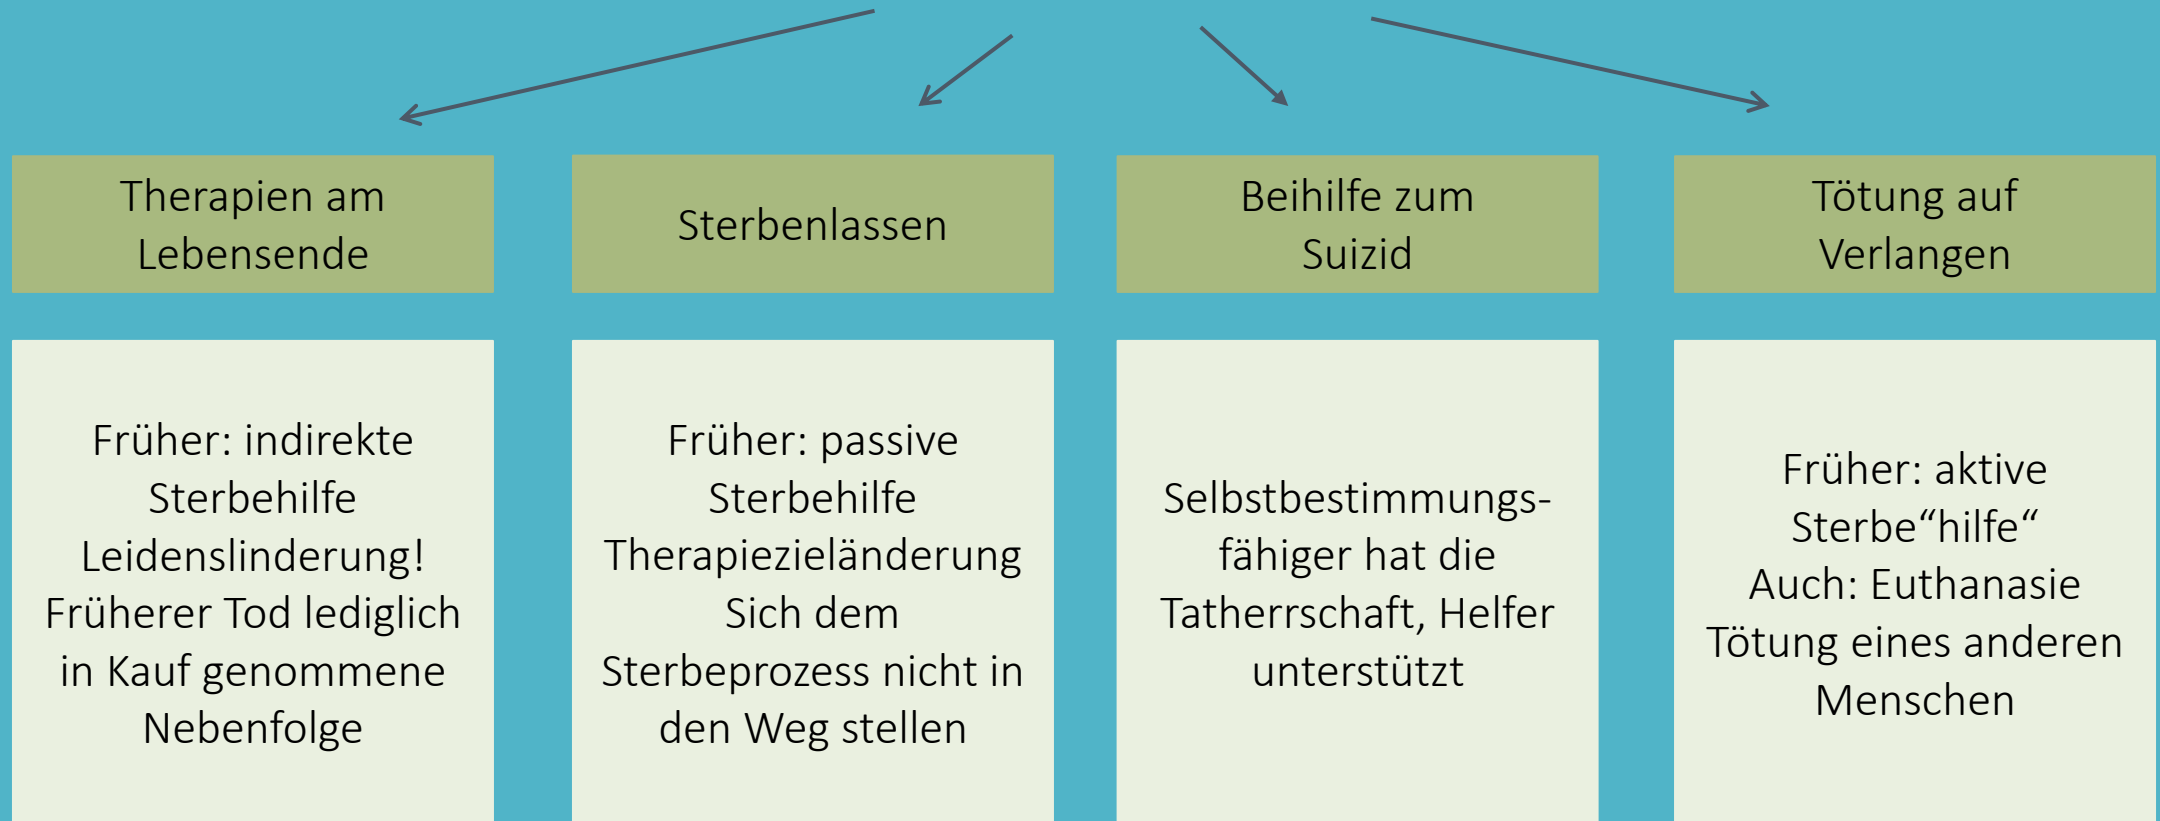 Therapien am
Lebensende
Sterbenlassen
Beihilfe zum
Suizid
Tötung auf
Verlangen
Früher: indirekte
Sterbehilfe
Leidenslinderung!
Früherer Tod lediglich
in Kauf genommene
Nebenfolge
Früher: passive
Sterbehilfe
Therapiezieländerung
Sich dem
Sterbeprozess nicht in
den Weg stellen
Selbstbestimmungs-
fähiger hat die
Tatherrschaft, Helfer
unterstützt
Früher: aktive
Sterbe“hilfe“
Auch: Euthanasie
Tötung eines anderen
Menschen